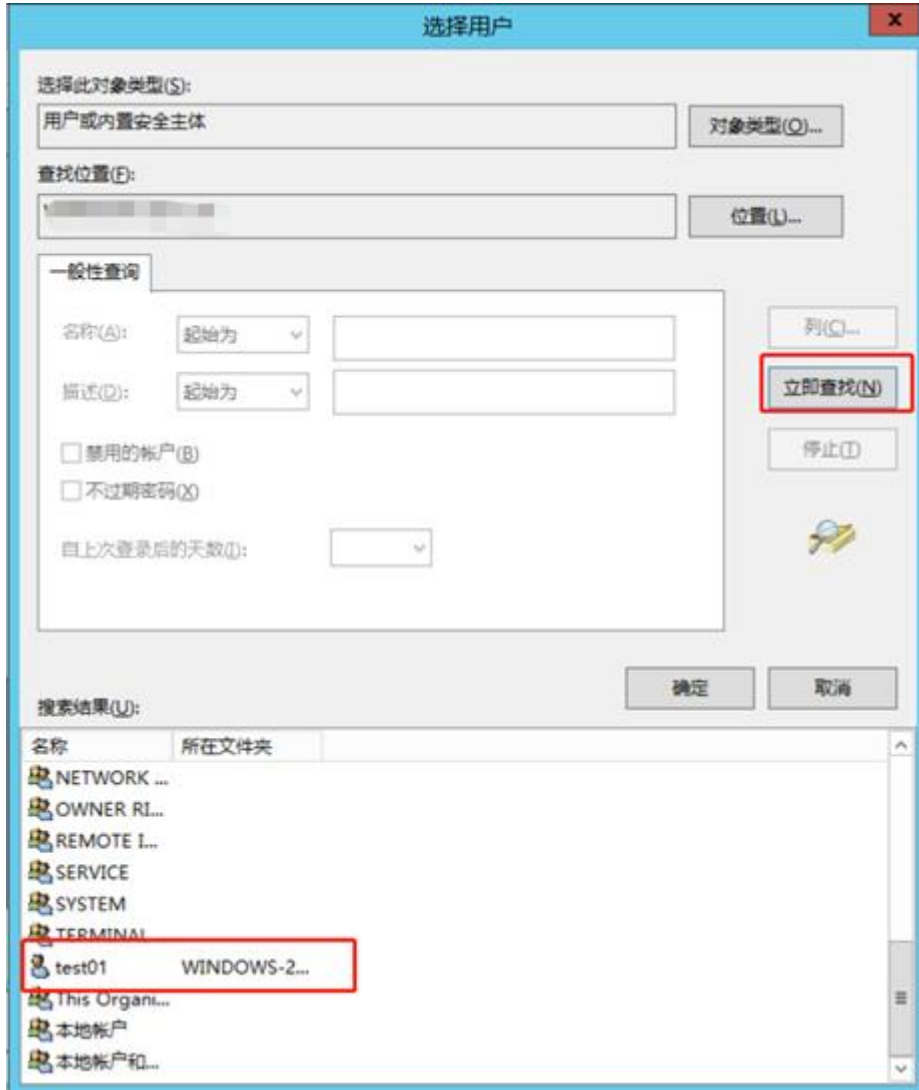 选择用户
选择此对象类型(S):
用户或内置安全主体
对象类型(O)...
查找位置(F):
位置(L)...
一般性查询
名称(A):
起始为
列(C)...
描述(D):
起始为
立即查找(N)
禁用的帐户(B)
停止(T)
不过期密码(X)
自上次登录后的天数(I):
确定
取消
搜索结果(U):
名称 所在文件夹
NETWORK ...
OWNER RI...
REMOTE I...
SERVICE
SYSTEM
TERMINAL
test01 WINDOWS-2...
This Organi...
本地帐户
本地帐户和...